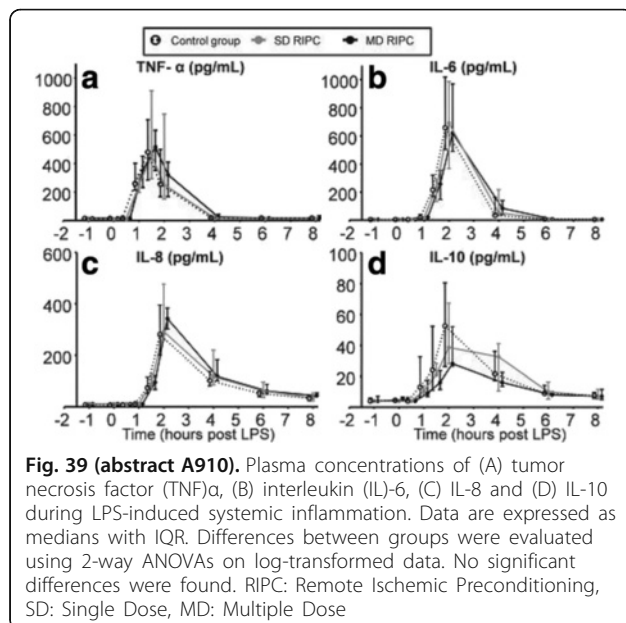 Control group SD RIPC MD RIPC
a TNF- α (pg/mL) b IL-6 (pg/mL)
1000 1000
800 800
600 600
400 400
200 200
-2 -1 0 1 2 3 4 5 6 7 8 -2 -1 0 1 2 3 4 5 6 7 8
c IL-8 (pg/mL) d IL-10 (pg/mL)
600 100
80
400 60
200 40
20
-2 -1 0 1 2 3 4 5 6 7 8 -2 -1 0 1 2 3 4 5 6 7 8
Time (hours post LPS) Time (hours post LPS)
Fig. 39 (abstract A910). Plasma concentrations of (A) tumor
necrosis factor (TNF)α, (B) interleukin (IL)-6, (C) IL-8 and (D) IL-10
during LPS-induced systemic inflammation. Data are expressed as
medians with IQR. Differences between groups were evaluated
using 2-way ANOVAs on log-transformed data. No significant
differences were found. RIPC: Remote Ischemic Preconditioning,
SD: Single Dose, MD: Multiple Dose